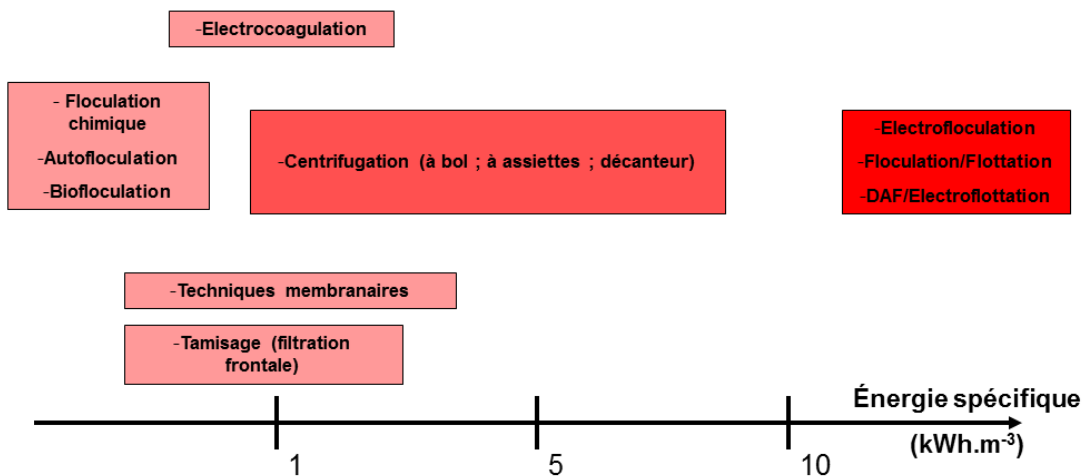 -Electrocoagulation
- Floculation
chimique
-Autofloculation
-Biofloculation
-Centrifugation (à bol ; à assiettes ; décanteur)
-Electrofloculation
-Floculation/Flottation
-DAF/Electroflottation
-Techniques membranaires
-Tamisage (filtration
frontale)
Énergie spécifique
(kWh.m⁻³)
1
5
10